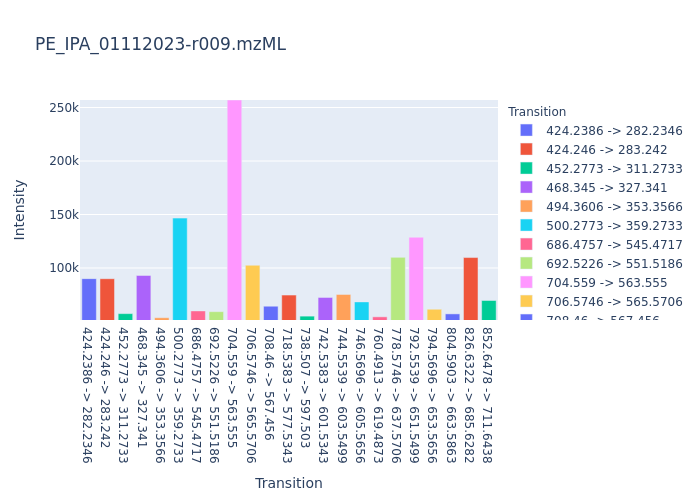 PE_IPA_01112023-r009.mzML
250k
200k
150k
100k
Intensity
Transition
424.2386 -> 282.2346
424.246 -> 283.242
452.2773 -> 311.2733
468.345 -> 327.341
494.3606 -> 353.3566
500.2773 -> 359.2733
686.4757 -> 545.4717
692.5226 -> 551.5186
704.559 -> 563.555
706.5746 -> 565.5706
708.46 -> 567.456
424.2386 -> 282.2346
424.246 -> 283.242
452.2773 -> 311.2733
468.345 -> 327.341
494.3606 -> 353.3566
500.2773 -> 359.2733
686.4757 -> 545.4717
692.5226 -> 551.5186
704.559 -> 563.555
706.5746 -> 565.5706
708.46 -> 567.456
718.5383 -> 577.5343
738.507 -> 597.503
742.5383 -> 601.5343
744.5539 -> 603.5499
746.5696 -> 605.5656
760.4913 -> 619.4873
778.5746 -> 637.5706
792.5539 -> 651.5499
794.5696 -> 653.5656
804.5903 -> 663.5863
826.6322 -> 685.6282
852.6478 -> 711.6438
Transition